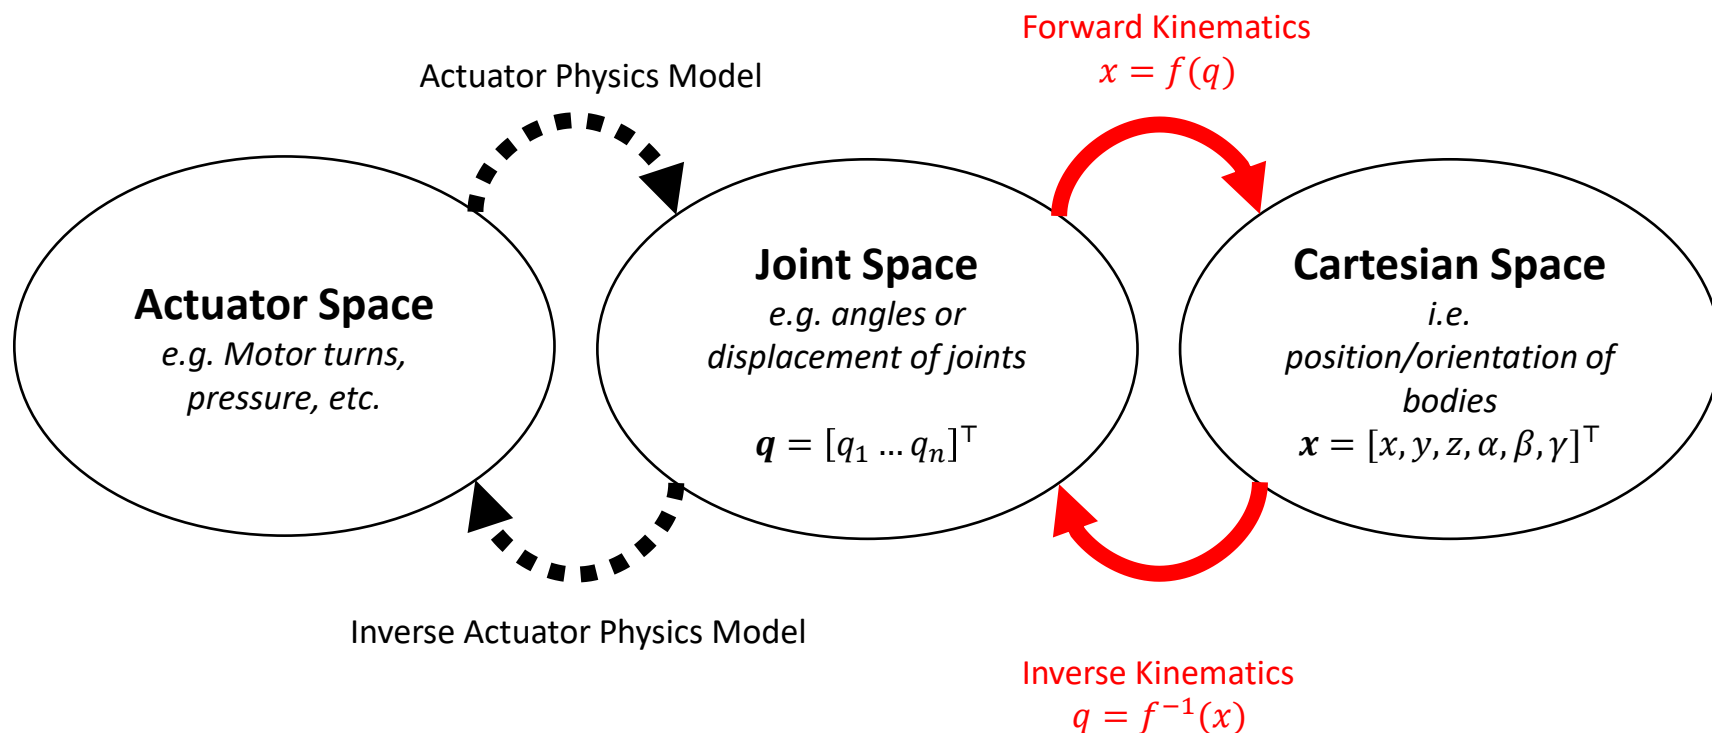 Forward Kinematics
x = f(q)
Actuator Physics Model
Actuator Space
e.g. Motor turns,
pressure, etc.
Joint Space
e.g. angles or
displacement of joints
q = [q₁ … qₙ]ᵀ
Cartesian Space
i.e.
position/orientation of
bodies
x = [x, y, z, α, β, γ]ᵀ
Inverse Actuator Physics Model
Inverse Kinematics
q = f⁻¹(x)